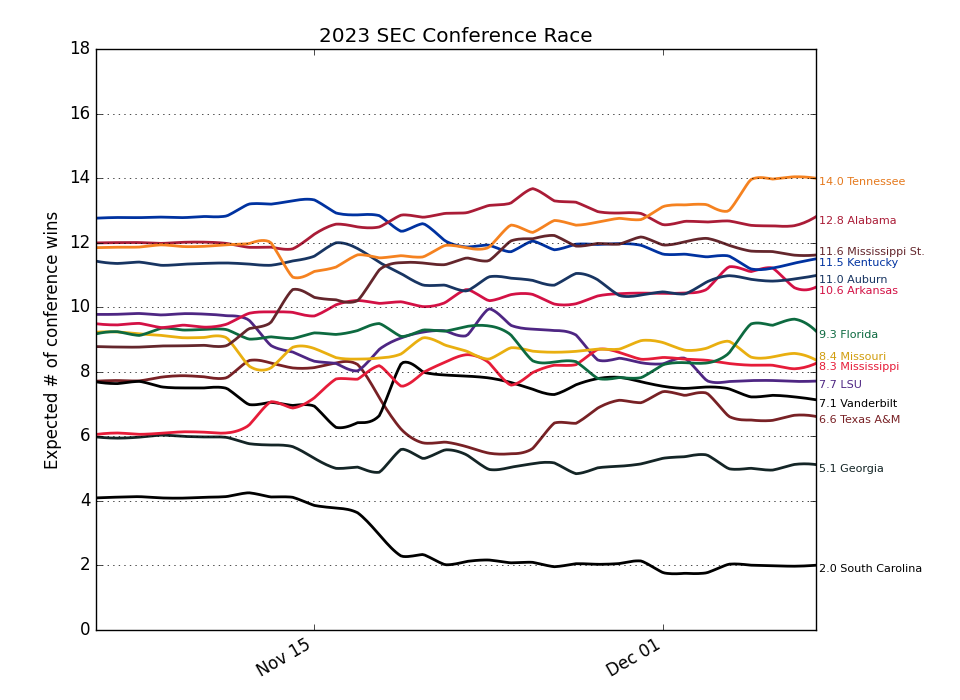 2023 SEC Conference Race
Expected # of conference wins
18
16
14
12
10
8
6
4
2
0
Nov 15
Dec 01
14.0 Tennessee
12.8 Alabama
11.6 Mississippi St.
11.5 Kentucky
11.0 Auburn
10.6 Arkansas
9.3 Florida
8.4 Missouri
8.3 Mississippi
7.7 LSU
7.1 Vanderbilt
6.6 Texas A&M
5.1 Georgia
2.0 South Carolina